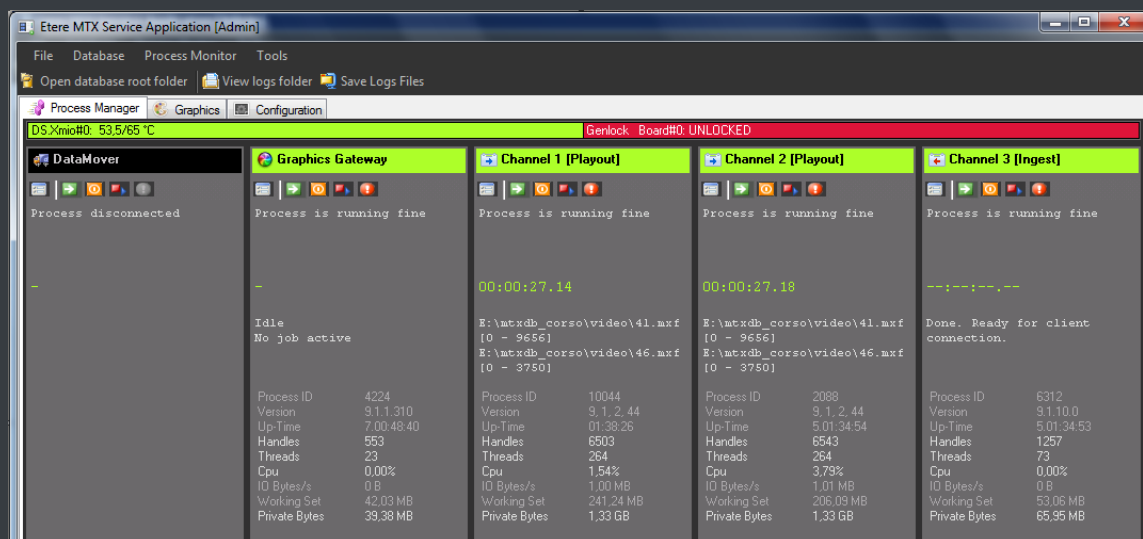 Etere MTX Service Application [Admin]
File Database Process Monitor Tools
Open database root folder View logs folder Save Logs Files
Process Manager Graphics Configuration
DS.Xmio#0: 53,5/65 °C Genlock Board#0: UNLOCKED
DataMover
Process disconnected
-
Graphics Gateway
Process is running fine
-
Idle
No job active
Process ID 4224
Version 9.1.1.310
Up-Time 7.00:48:40
Handles 553
Threads 23
Cpu 0,00%
IO Bytes/s 0 B
Working Set 42,03 MB
Private Bytes 39,38 MB
Channel 1 [Playout]
Process is running fine
00:00:27.14
E:\mtxdb_corso\video\41.mxf
[0 - 9656]
E:\mtxdb_corso\video\46.mxf
[0 - 3750]
Process ID 10044
Version 9, 1, 2, 44
Up-Time 01:38:26
Handles 6503
Threads 264
Cpu 1,54%
IO Bytes/s 1,00 MB
Working Set 241,24 MB
Private Bytes 1,33 GB
Channel 2 [Playout]
Process is running fine
00:00:27.18
E:\mtxdb_corso\video\41.mxf
[0 - 9656]
E:\mtxdb_corso\video\46.mxf
[0 - 3750]
Process ID 2088
Version 9, 1, 2, 44
Up-Time 5.01:34:54
Handles 6543
Threads 264
Cpu 3,79%
IO Bytes/s 1,01 MB
Working Set 206,09 MB
Private Bytes 1,33 GB
Channel 3 [Ingest]
Process is running fine
--:--:--.--
Done. Ready for client
connection.
Process ID 6312
Version 9.1.10.0
Up-Time 5.01:34:53
Handles 1257
Threads 73
Cpu 0,00%
IO Bytes/s 0 B
Working Set 53,06 MB
Private Bytes 65,95 MB